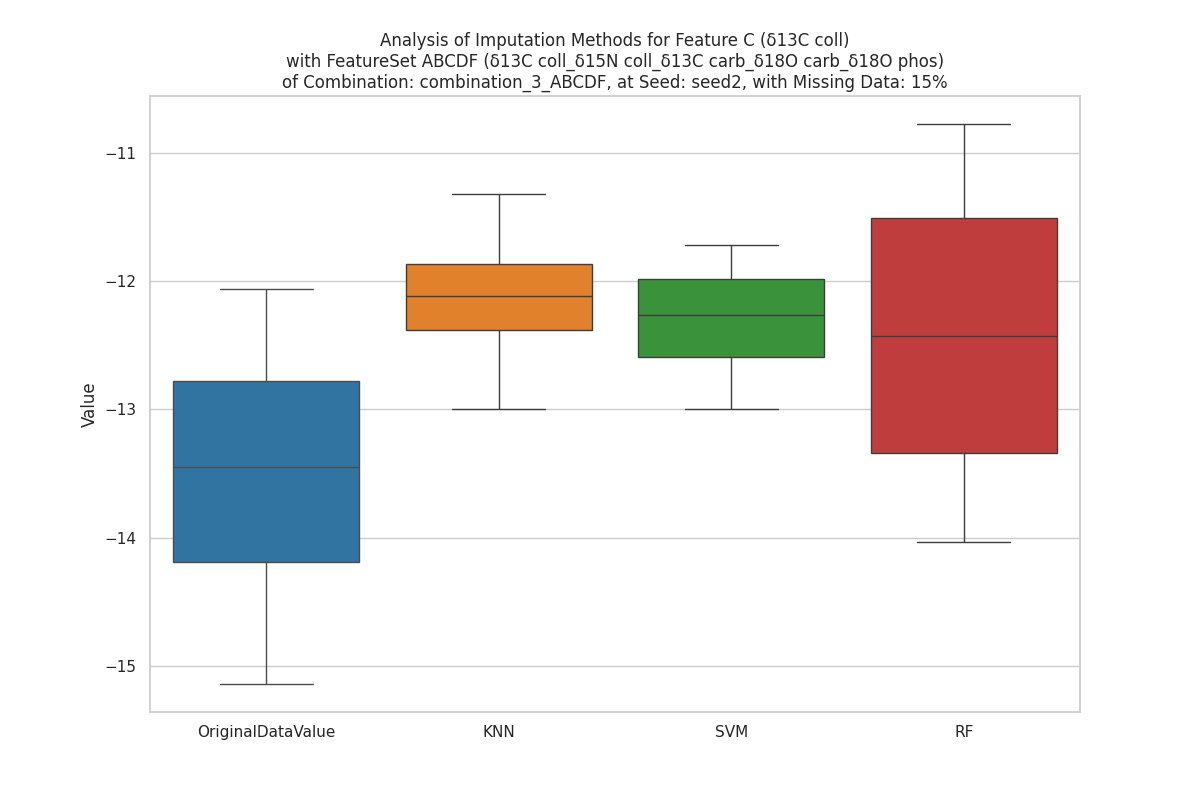 Analysis of Imputation Methods for Feature C (δ13C coll)
with FeatureSet ABCDF (δ13C coll_δ15N coll_δ13C carb_δ18O carb_δ18O phos)
of Combination: combination_3_ABCDF, at Seed: seed2, with Missing Data: 15%
−11
−12
−13
−14
−15
Value
OriginalDataValue
KNN
SVM
RF